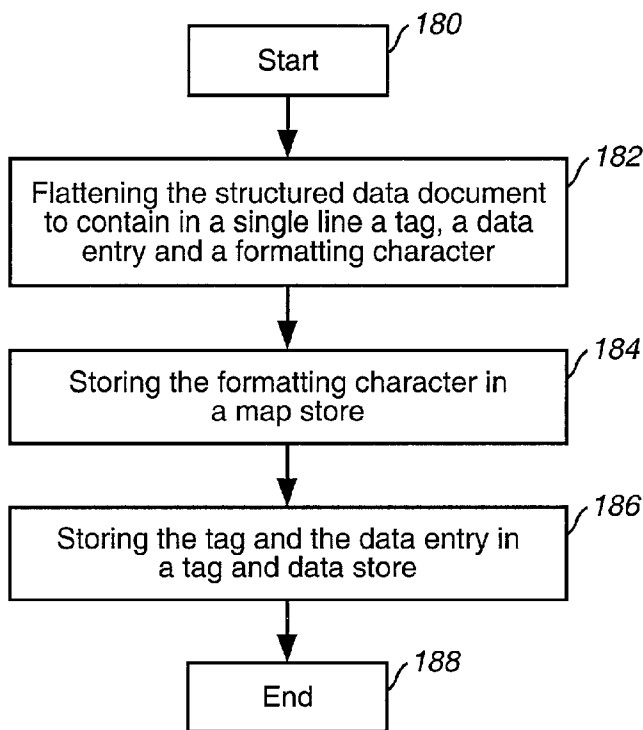 180
Start
182
Flattening the structured data document
to contain in a single line a tag, a data
entry and a formatting character
184
Storing the formatting character in
a map store
186
Storing the tag and the data entry in
a tag and data store
188
End